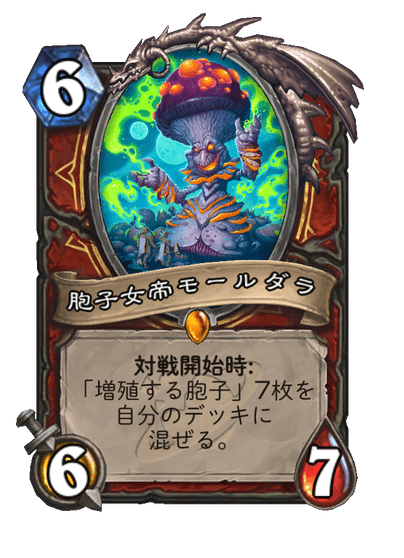 6
胞子女帝モールダラ
対戦開始時:
「増殖する胞子」7枚を
自分のデッキに
混ぜる。
6
7